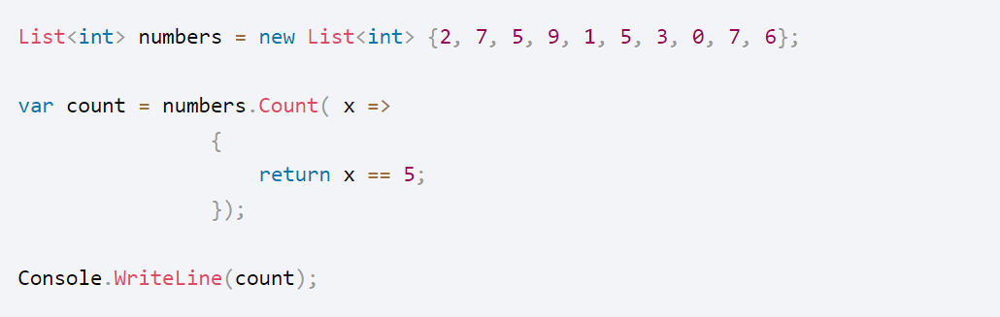 List<int> numbers = new List<int> {2, 7, 5, 9, 1, 5, 3, 0, 7, 6};
var count = numbers.Count( x =>
{
return x == 5;
});
Console.WriteLine(count);